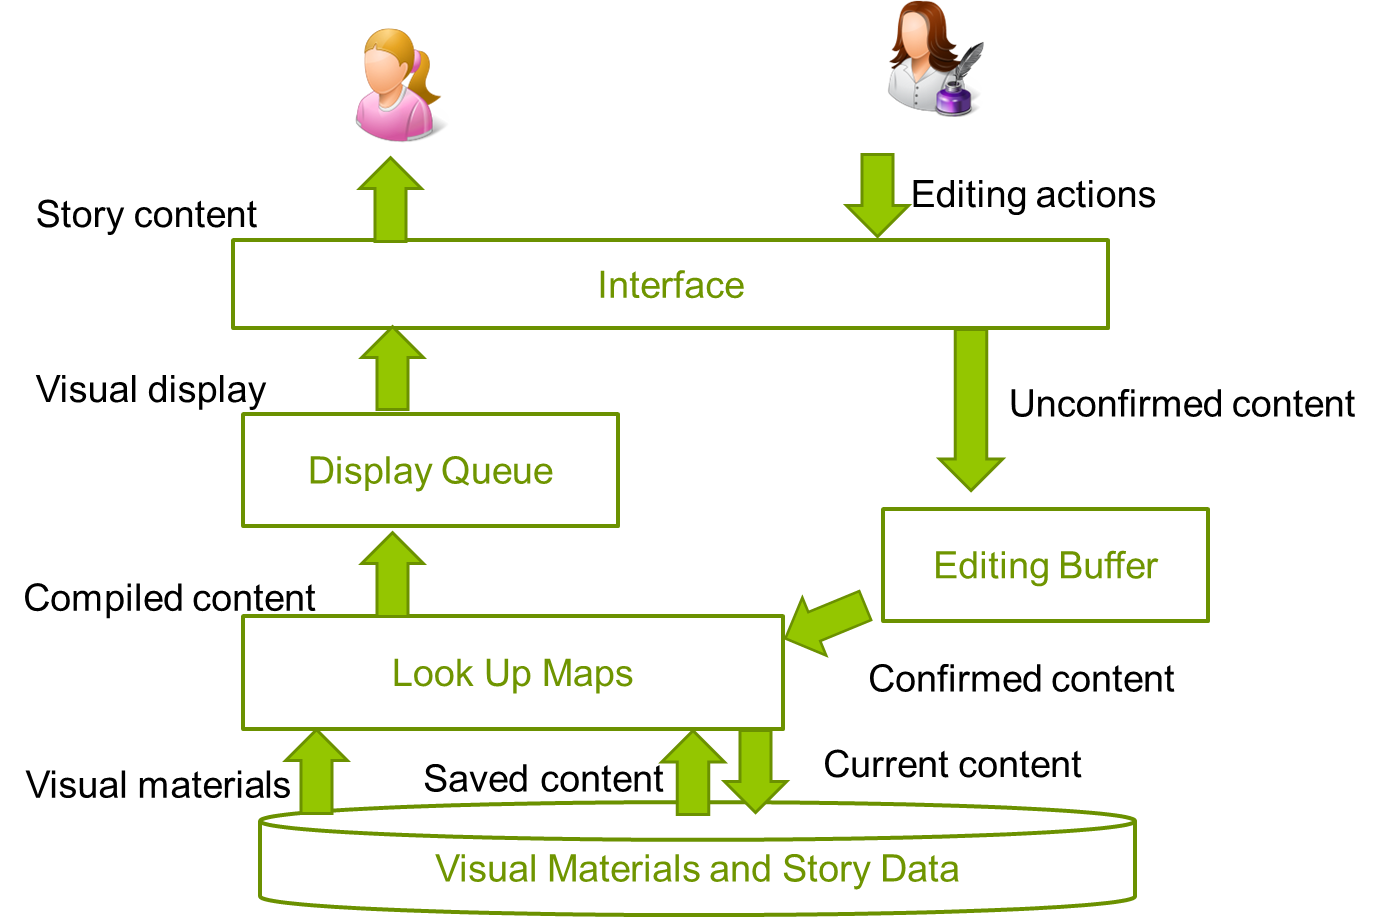 Editing actions
Story content
Interface
Visual display
Unconfirmed content
Display Queue
Editing Buffer
Compiled content
Look Up Maps
Confirmed content
Visual materials
Saved content
Current content
Visual Materials and Story Data